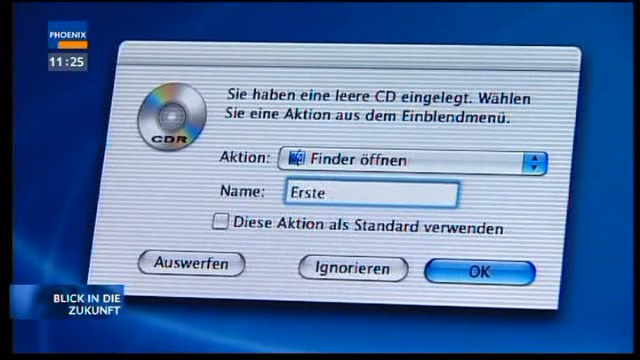 PHOENIX
11:25
Sie haben eine leere CD eingelegt. Wählen
Sie eine Aktion aus dem Einblendmenü.
CDR
Aktion: Finder öffnen
Name: Erste
Diese Aktion als Standard verwenden
Auswerfen Ignorieren OK
BLICK IN DIE
ZUKUNFT